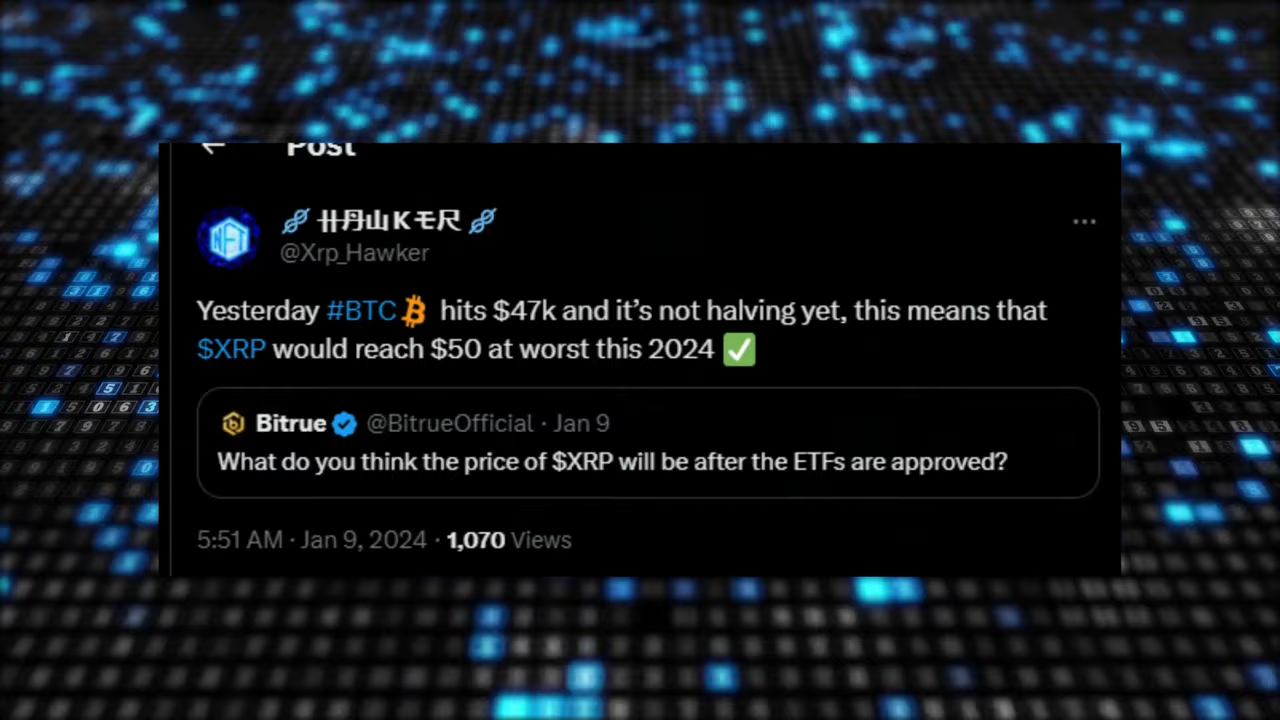 Post
卄丹山K モ尺
@Xrp_Hawker
Yesterday #BTC hits $47k and it’s not halving yet, this means that
$XRP would reach $50 at worst this 2024 ✅
Bitrue @BitrueOfficial · Jan 9
What do you think the price of $XRP will be after the ETFs are approved?
5:51 AM · Jan 9, 2024 · 1,070 Views
NFT